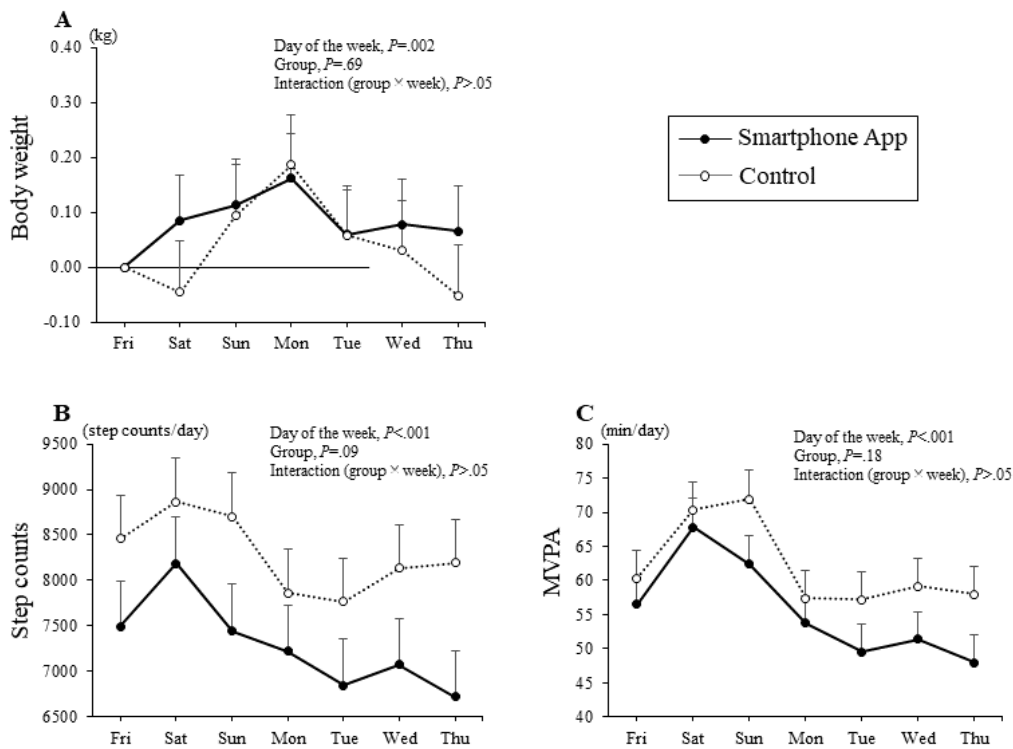 A
(kg)
Day of the week, P=.002
Group, P=.69
Interaction (group × week), P>.05
0.40
0.30
0.20
0.10
0.00
-0.10
Body weight
Fri Sat Sun Mon Tue Wed Thu
Smartphone App
Control
B
(step counts/day)
Day of the week, P<.001
Group, P=.09
Interaction (group × week), P>.05
9500
9000
8500
8000
7500
7000
6500
Step counts
Fri Sat Sun Mon Tue Wed Thu
C
(min/day)
Day of the week, P<.001
Group, P=.18
Interaction (group × week), P>.05
80
75
70
65
60
55
50
45
40
MVPA
Fri Sat Sun Mon Tue Wed Thu